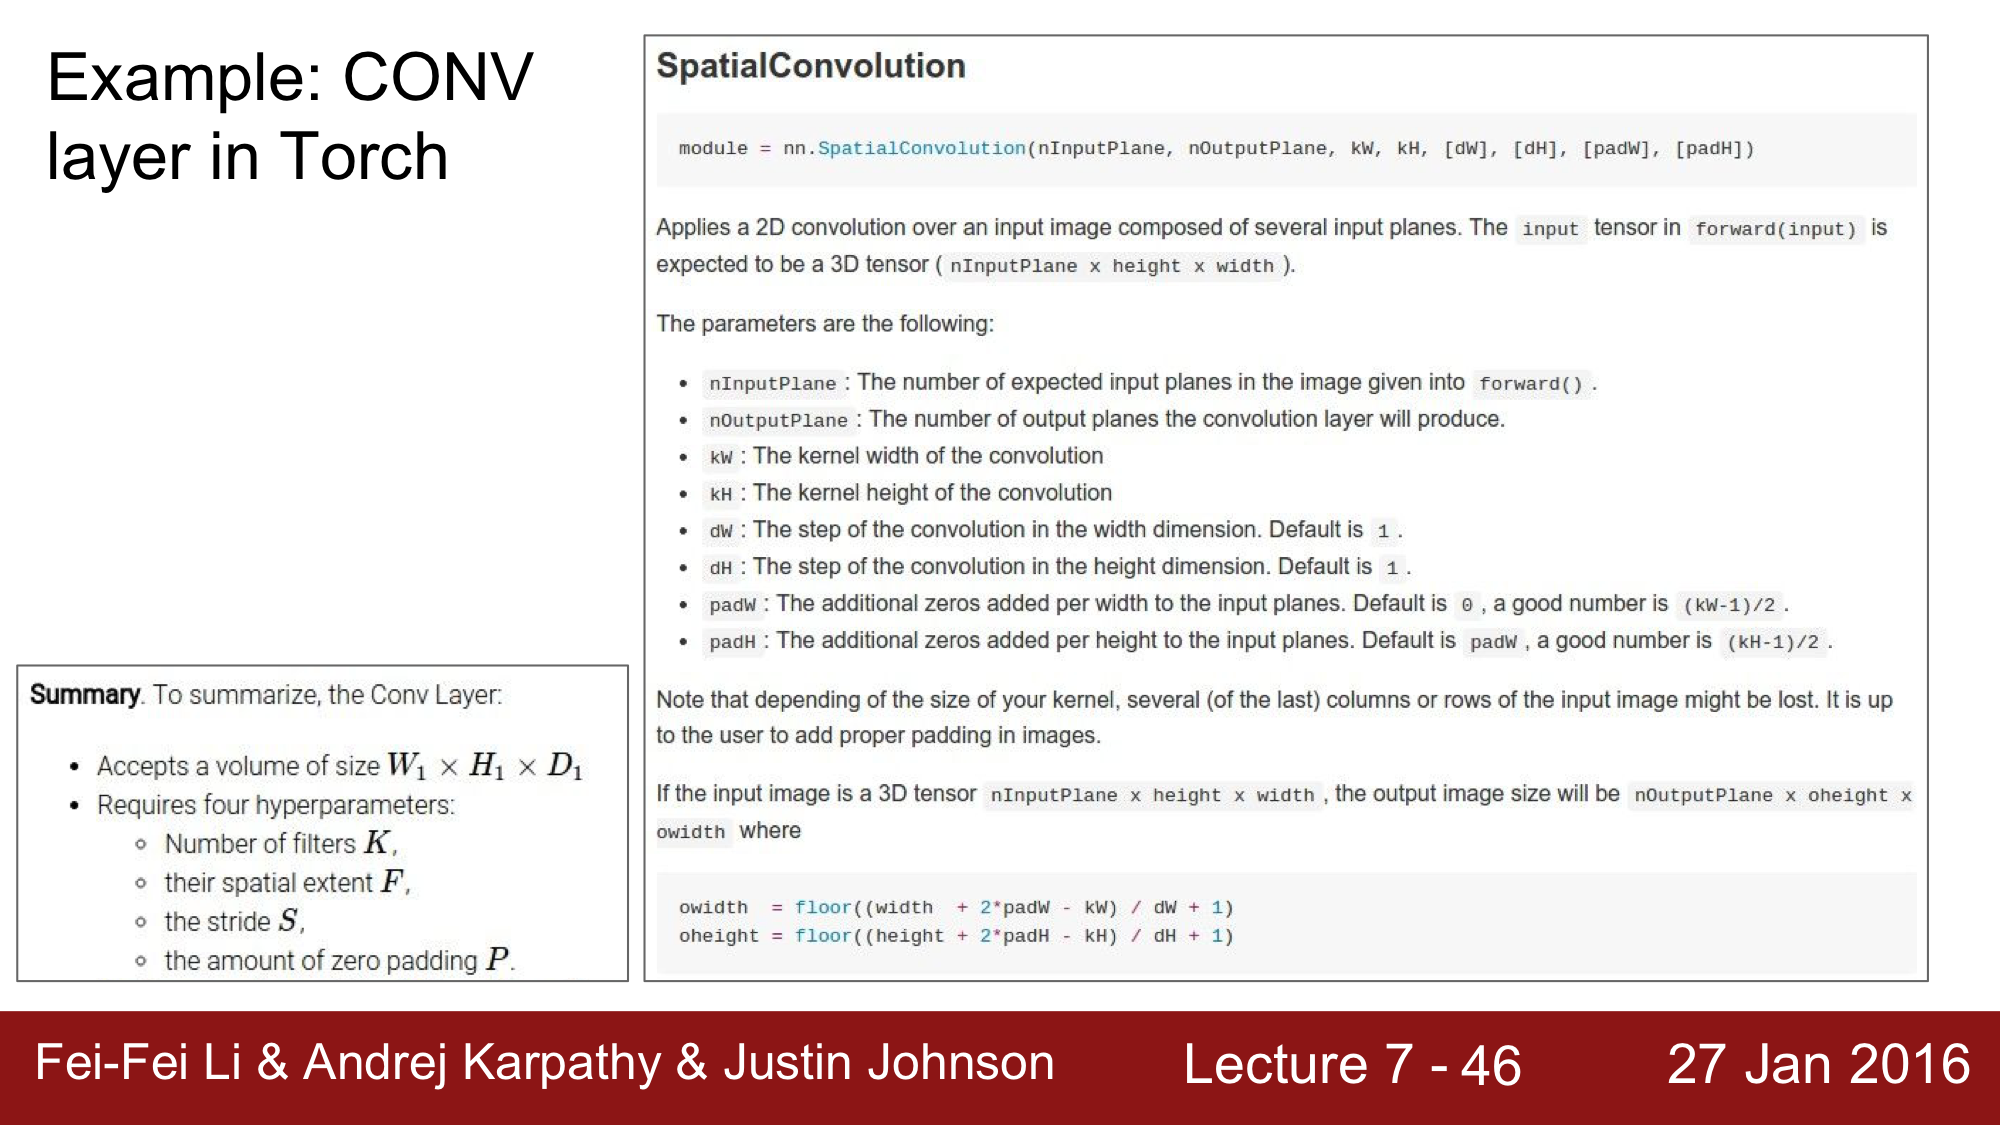 Example: CONV
layer in Torch
SpatialConvolution
module = nn.SpatialConvolution(nInputPlane, nOutputPlane, kW, kH, [dW], [dH], [padW], [padH])
Applies a 2D convolution over an input image composed of several input planes. The input tensor in forward(input) is
expected to be a 3D tensor ( nInputPlane x height x width ).
The parameters are the following:
• nInputPlane : The number of expected input planes in the image given into forward() .
• nOutputPlane : The number of output planes the convolution layer will produce.
• kW : The kernel width of the convolution
• kH : The kernel height of the convolution
• dW : The step of the convolution in the width dimension. Default is 1 .
• dH : The step of the convolution in the height dimension. Default is 1 .
• padW : The additional zeros added per width to the input planes. Default is 0 , a good number is (kW-1)/2 .
• padH : The additional zeros added per height to the input planes. Default is padW , a good number is (kH-1)/2 .
Note that depending of the size of your kernel, several (of the last) columns or rows of the input image might be lost. It is up
to the user to add proper padding in images.
If the input image is a 3D tensor nInputPlane x height x width , the output image size will be nOutputPlane x oheight x
owidth where
owidth  = floor((width  + 2*padW - kW) / dW + 1)
oheight = floor((height + 2*padH - kH) / dH + 1)
Summary. To summarize, the Conv Layer:
• Accepts a volume of size W₁ × H₁ × D₁
• Requires four hyperparameters:
◦ Number of filters K,
◦ their spatial extent F,
◦ the stride S,
◦ the amount of zero padding P.
Fei-Fei Li & Andrej Karpathy & Justin Johnson
Lecture 7 - 46
27 Jan 2016